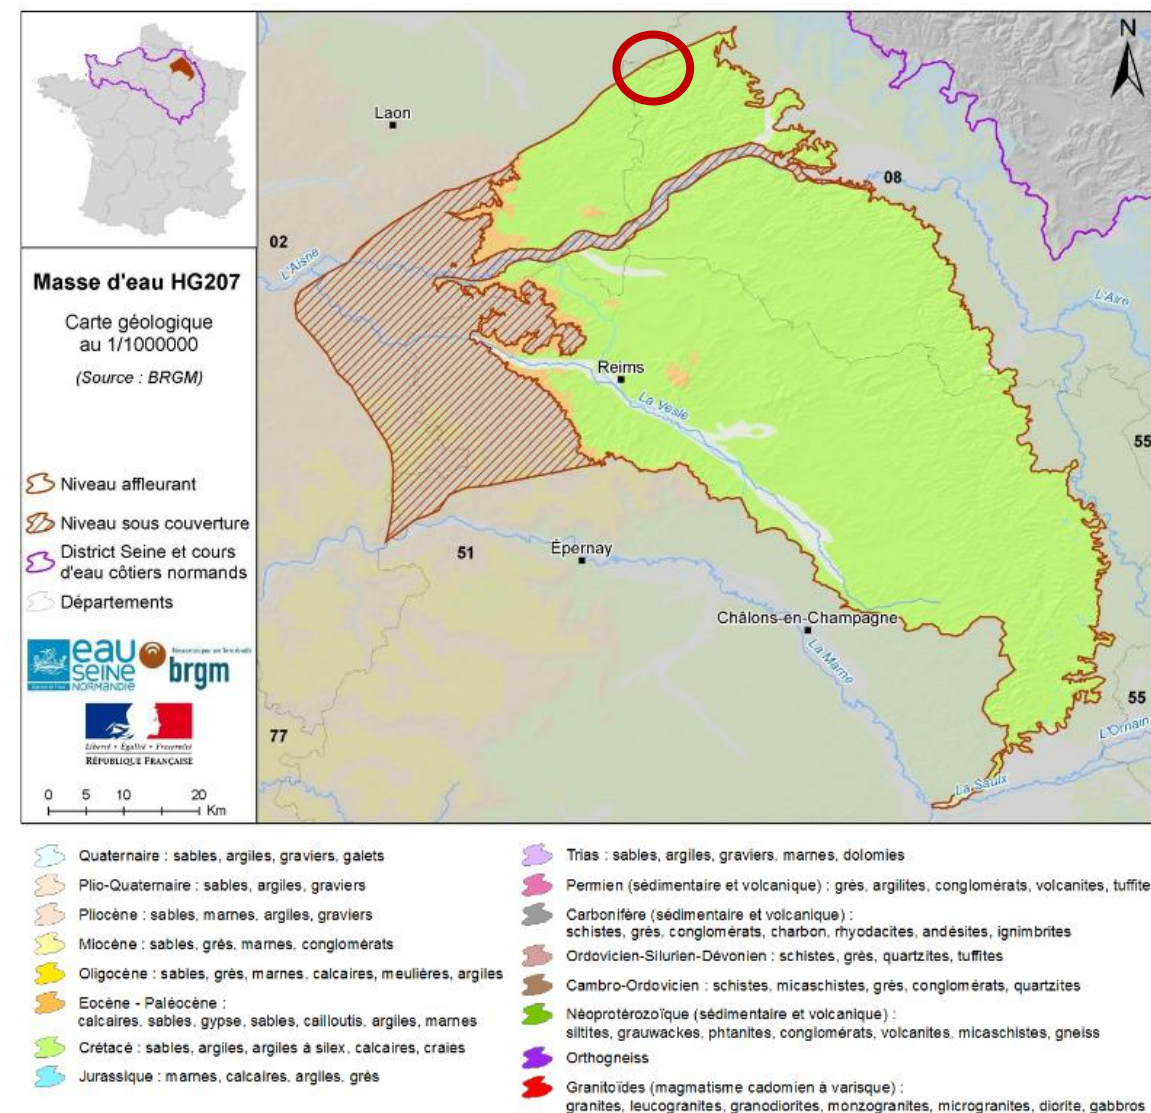 Masse d'eau HG207
Carte géologique
au 1/1000000
(Source : BRGM)
Niveau affleurant
Niveau sous couverture
District Seine et cours
d'eau côtiers normands
Départements
eau
SEINE
NORMANDIE
brgm
Liberté • Égalité • Fraternité
RÉPUBLIQUE FRANÇAISE
0 5 10 20
Km
N
Laon
08
02
L'Aisne
L'Aire
Reims
La Vesle
55
51
Épernay
Châlons-en-Champagne
La Marne
55
L'Ornain
77
La Saulx
Quaternaire : sables, argiles, graviers, galets
Plio-Quaternaire : sables, argiles, graviers
Pliocène : sables, marnes, argiles, graviers
Miocène : sables, grés, marnes, conglomérats
Oligocène : sables, grès, marnes, calcaires, meulières, argiles
Eocène - Paléocène :
calcaires, sables, gypse, sables, cailloutis, argiles, marnes
Crétacé : sables, argiles, argiles à silex, calcaires, craies
Jurassique : marnes, calcaires, argiles, grès
Trias : sables, argiles, graviers, marnes, dolomies
Permien (sédimentaire et volcanique) : grès, argilites, conglomérats, volcanites, tuffite
Carbonifère (sédimentaire et volcanique) :
schistes, grès, conglomérats, charbon, rhyodacites, andésites, ignimbrites
Ordovicien-Silurien-Dévonien : schistes, grès, quartzites, tuffites
Cambro-Ordovicien : schistes, micaschistes, grès, conglomérats, quartzites
Néoprotérozoïque (sédimentaire et volcanique) :
siltites, grauwackes, phtanites, conglomérats, volcanites, micaschistes, gneiss
Orthogneiss
Granitoïdes (magmatisme cadomien à varisque) :
granites, leucogranites, granodiorites, monzogranites, microgranites, diorite, gabbros